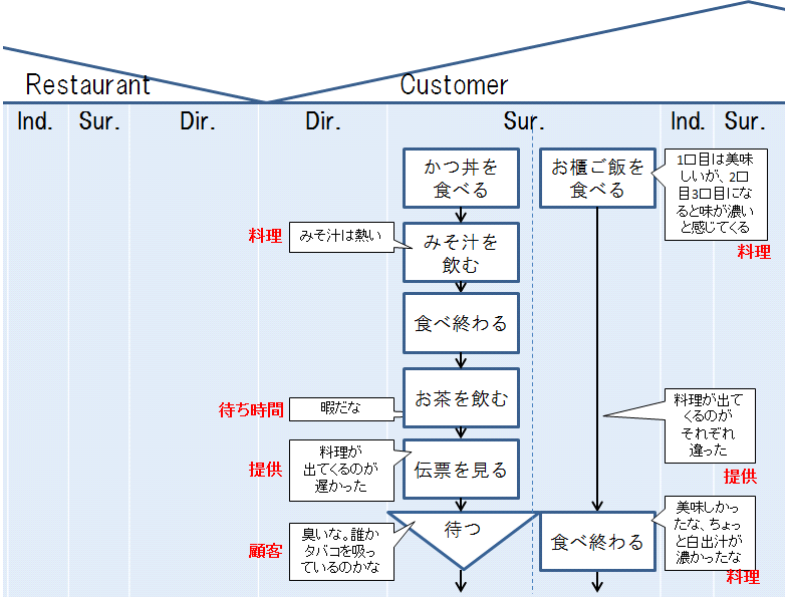 Restaurant
Customer
Ind.
Sur.
Dir.
Dir.
Sur.
Ind.
Sur.
かつ丼を
食べる
お櫃ご飯を
食べる
1口目は美味
しいが、2口
目3口目にな
ると味が濃い
と感じてくる
料理
料理
みそ汁は熱い
みそ汁を
飲む
食べ終わる
待ち時間
暇だな
お茶を飲む
料理が出て
くるのが
それぞれ
違った
提供
提供
料理が
出てくるのが
遅かった
伝票を見る
顧客
臭いな。誰か
タバコを吸っ
ているのかな
待つ
食べ終わる
美味しかっ
たな、ちょっ
と白出汁が
濃かったな
料理